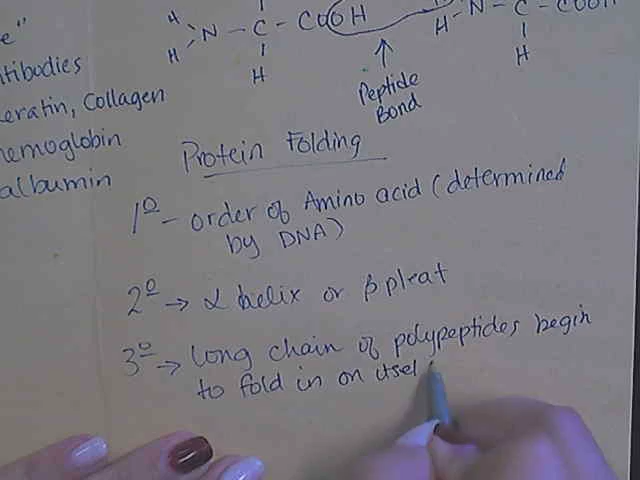 H
H N - C - COOH
H
H
H - N - C - COOH
H
e"
ntibodies
eratin, Collagen
hemoglobin
albumin
Peptide
Bond
Protein Folding
1º - order of Amino acid (determined
by DNA)
2º → α helix or β pleat
3º → long chain of polypeptides begin
to fold in on itsel